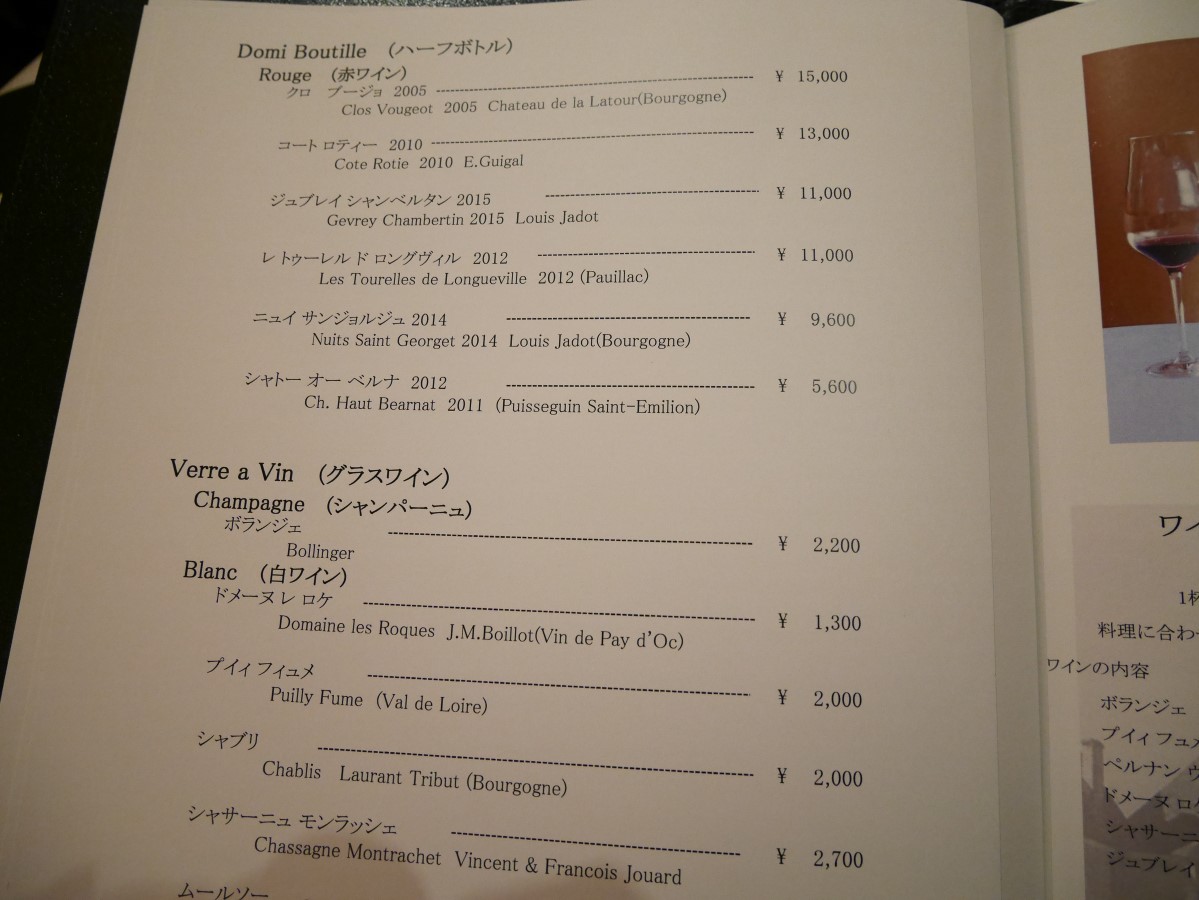 Domi Boutille (ハーフボトル)
Rouge (赤ワイン)
クロ ブージョ 2005 ---------- ¥ 15,000
Clos Vougeot 2005 Chateau de la Latour(Bourgogne)
コート ロティー 2010 ---------- ¥ 13,000
Cote Rotie 2010 E.Guigal
ジュブレイ シャンベルタン 2015 ---------- ¥ 11,000
Gevrey Chambertin 2015 Louis Jadot
レ トゥーレル ド ロングヴィル 2012 ---------- ¥ 11,000
Les Tourelles de Longueville 2012 (Pauillac)
ニュイ サンジョルジュ 2014 ---------- ¥ 9,600
Nuits Saint Georget 2014 Louis Jadot(Bourgogne)
シャトー オー ベルナ 2012 ---------- ¥ 5,600
Ch. Haut Bearnat 2011 (Puisseguin Saint-Emilion)
Verre a Vin (グラスワイン)
Champagne (シャンパーニュ)
ボランジェ ---------- ¥ 2,200
Bollinger
Blanc (白ワイン)
ドメーヌ レ ロケ ---------- ¥ 1,300
Domaine les Roques J.M.Boillot(Vin de Pay d'Oc)
プイィ フィュメ ---------- ¥ 2,000
Puilly Fume (Val de Loire)
シャブリ ---------- ¥ 2,000
Chablis Laurant Tribut (Bourgogne)
シャサーニュ モンラッシェ ---------- ¥ 2,700
Chassagne Montrachet Vincent & Francois Jouard
ムールソー
ワイ
1杯
料理に合わせ
ワインの内容
ボランジェ
プイィ フュメ
ペルナン ヴ
ドメーヌ ロケ
シャサーニ
ジュブレイ